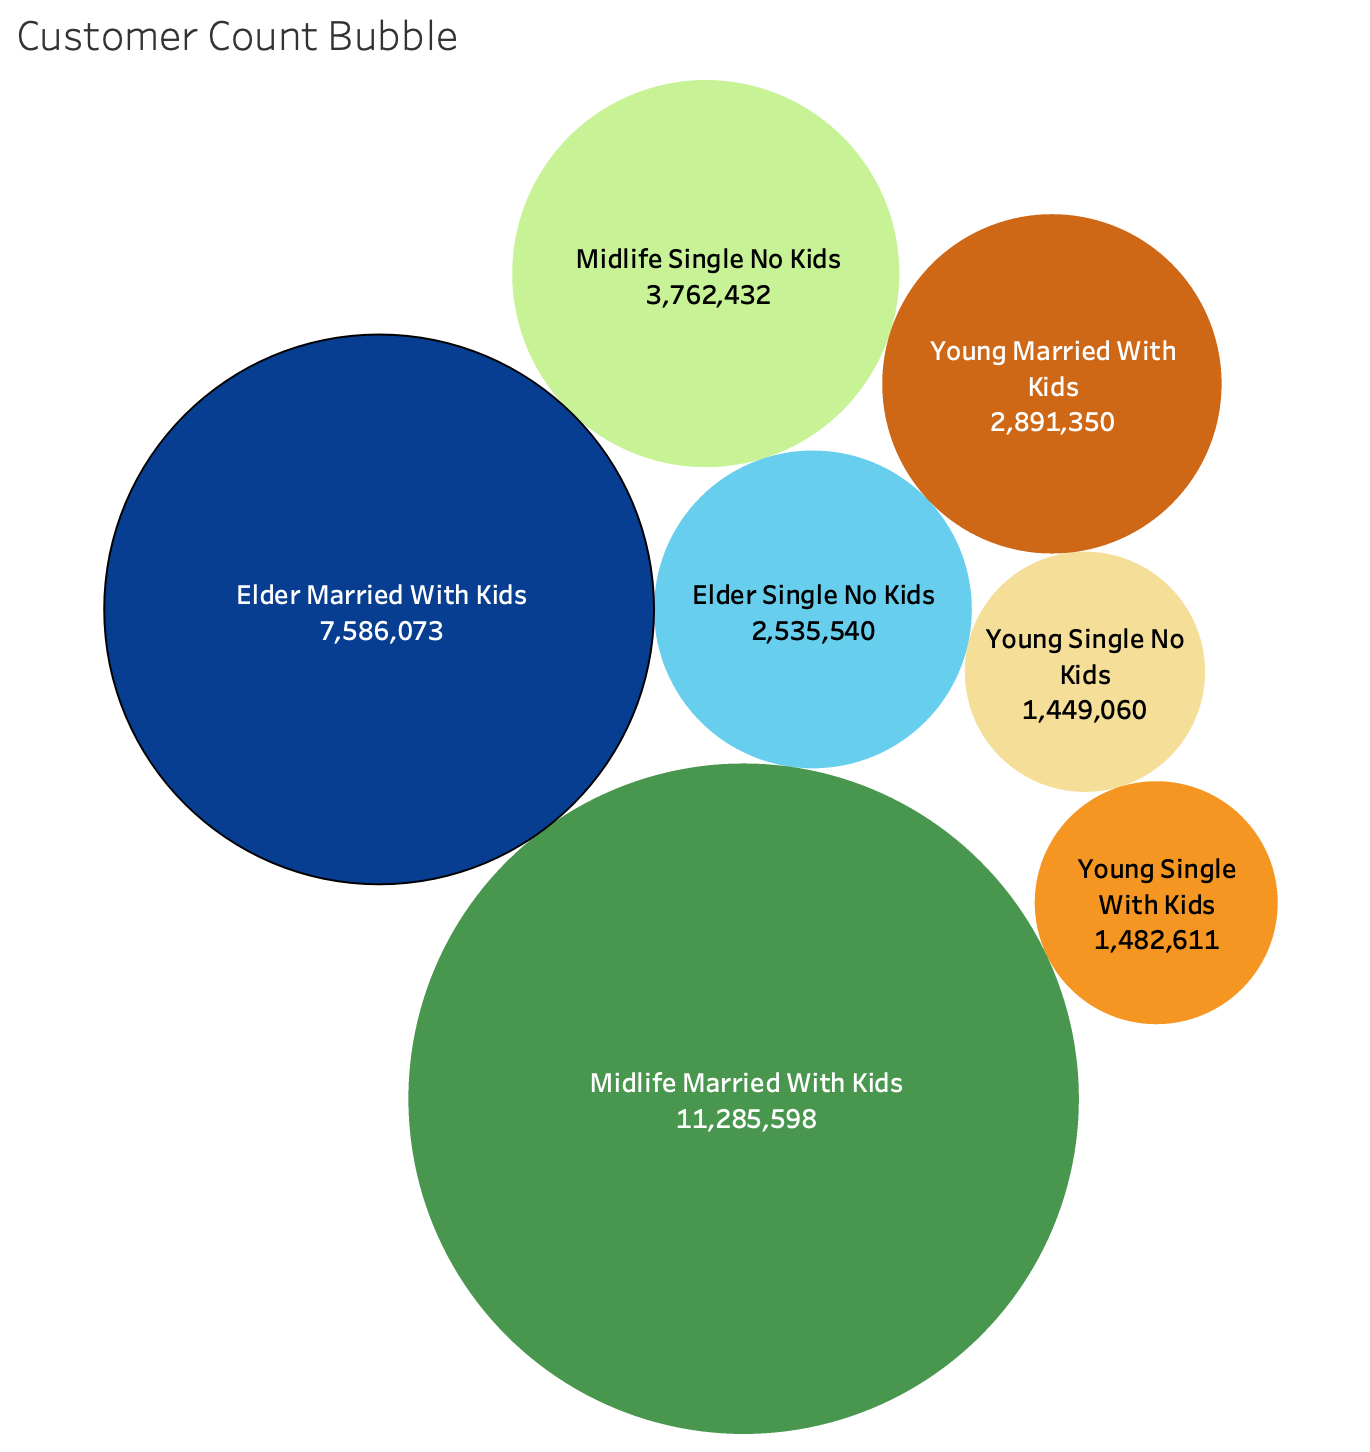 Customer Count Bubble
Midlife Single No Kids
3,762,432
Young Married With
Kids
2,891,350
Elder Married With Kids
7,586,073
Elder Single No Kids
2,535,540
Young Single No
Kids
1,449,060
Young Single
With Kids
1,482,611
Midlife Married With Kids
11,285,598